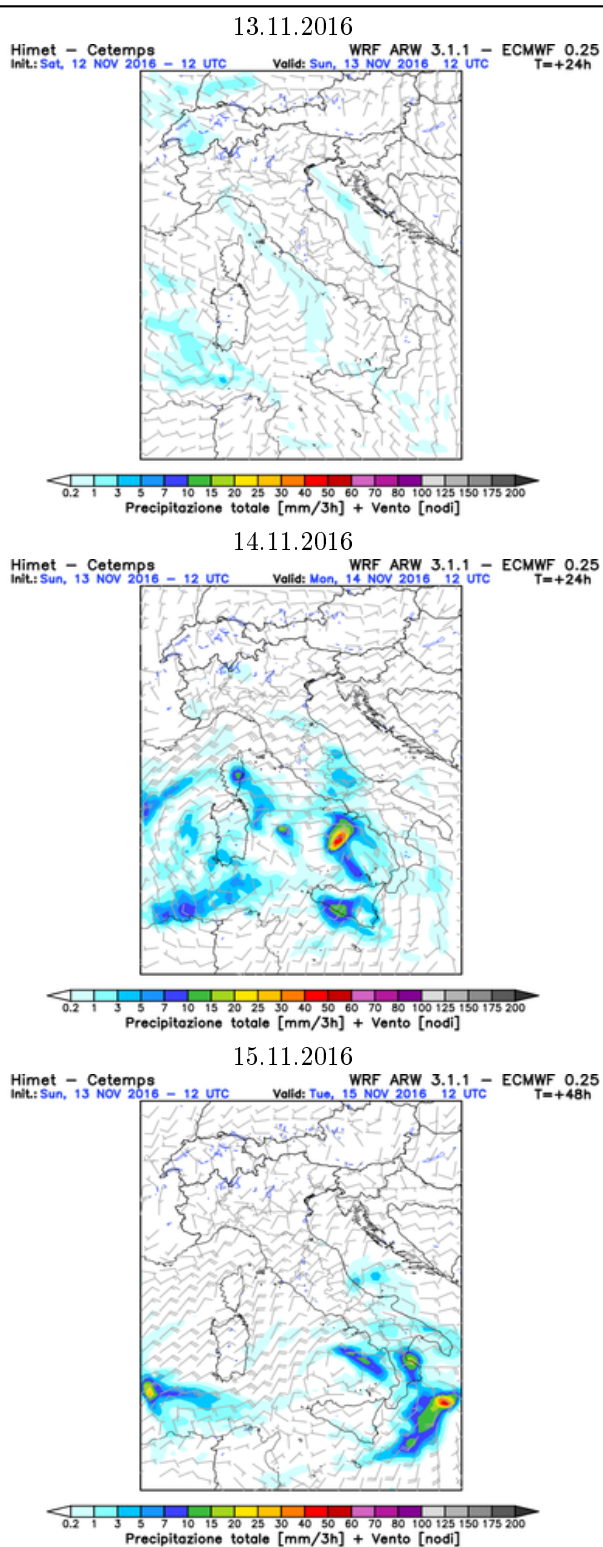 13.11.2016
Himet – Cetemps WRF ARW 3.1.1 – ECMWF 0.25
Init.: Sat, 12 NOV 2016 – 12 UTC Valid: Sun, 13 NOV 2016 12 UTC T=+24h
0.2 1 3 5 7 10 15 20 25 30 40 50 60 70 80 100 125 150 175 200
Precipitazione totale [mm/3h] + Vento [nodi]
14.11.2016
Himet – Cetemps WRF ARW 3.1.1 – ECMWF 0.25
Init.: Sun, 13 NOV 2016 – 12 UTC Valid: Mon, 14 NOV 2016 12 UTC T=+24h
0.2 1 3 5 7 10 15 20 25 30 40 50 60 70 80 100 125 150 175 200
Precipitazione totale [mm/3h] + Vento [nodi]
15.11.2016
Himet – Cetemps WRF ARW 3.1.1 – ECMWF 0.25
Init.: Sun, 13 NOV 2016 – 12 UTC Valid: Tue, 15 NOV 2016 12 UTC T=+48h
0.2 1 3 5 7 10 15 20 25 30 40 50 60 70 80 100 125 150 175 200
Precipitazione totale [mm/3h] + Vento [nodi]